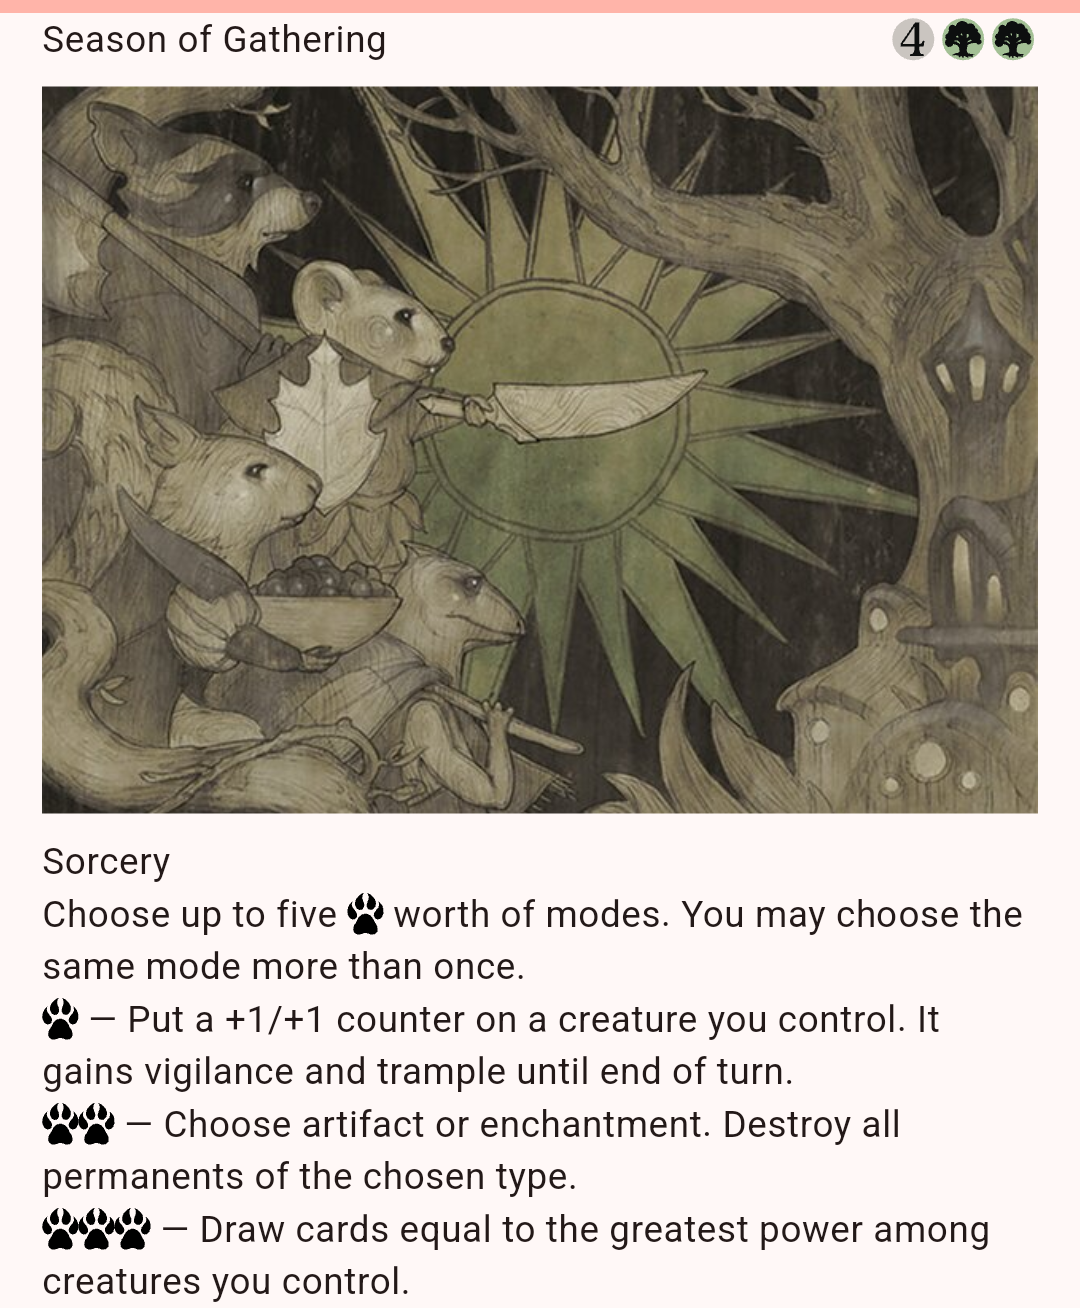 Season of Gathering 4
Sorcery
Choose up to five worth of modes. You may choose the
same mode more than once.
— Put a +1/+1 counter on a creature you control. It
gains vigilance and trample until end of turn.
— Choose artifact or enchantment. Destroy all
permanents of the chosen type.
— Draw cards equal to the greatest power among
creatures you control.